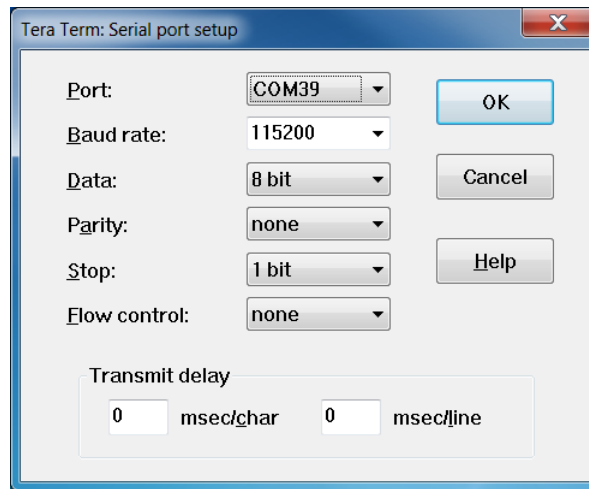 Tera Term: Serial port setup
Port: COM39 OK
Baud rate: 115200
Data: 8 bit Cancel
Parity: none
Stop: 1 bit Help
Flow control: none
Transmit delay
0 msec/char 0 msec/line